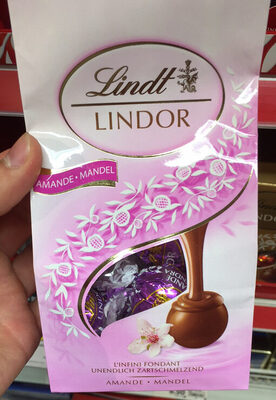 Lindt
LINDOR
AMANDE • MANDEL
L'INFINI FONDANT
UNENDLICH ZARTSCHMELZEND
AMANDE • MANDEL